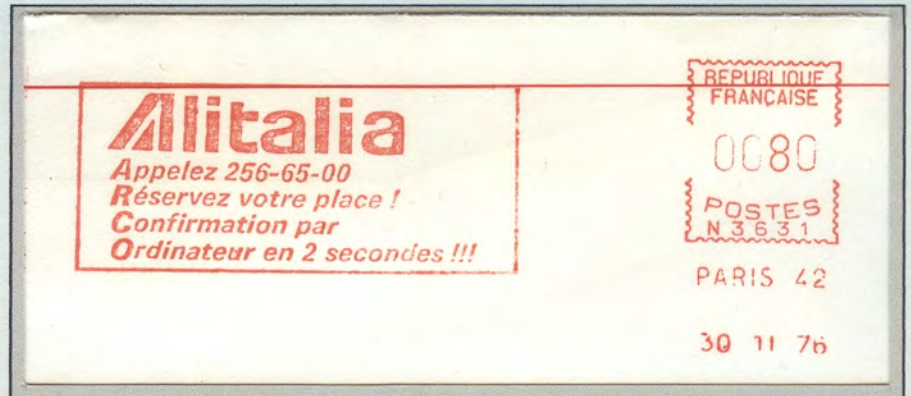 Alitalia
Appelez 256-65-00
Réservez votre place !
Confirmation par
Ordinateur en 2 secondes !!!
REPUBLIQUE
FRANÇAISE
0080
POSTES
N 3631
PARIS 42
30 11 76